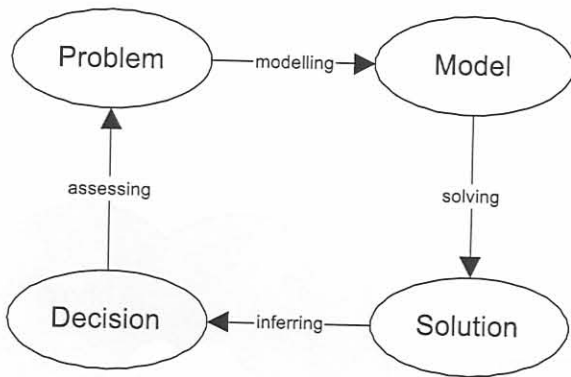 Problem
modelling
Model
assessing
solving
Decision
inferring
Solution